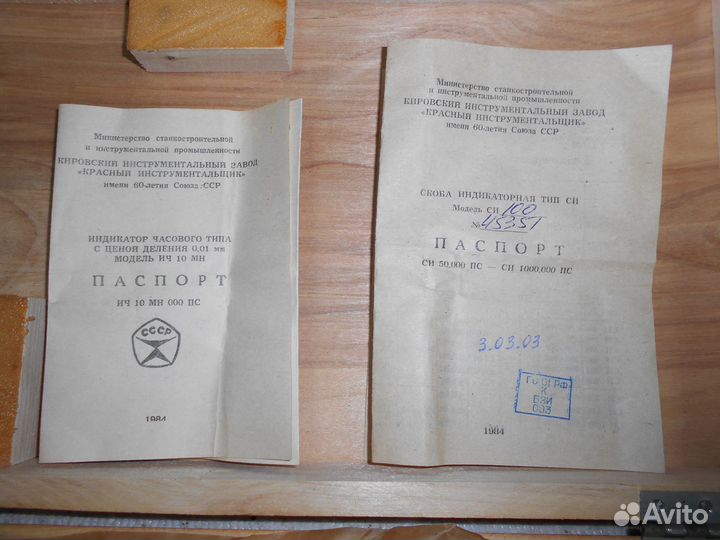 Министерство станкостроительной
и инструментальной промышленности
КИРОВСКИЙ ИНСТРУМЕНТАЛЬНЫЙ ЗАВОД
«КРАСНЫЙ ИНСТРУМЕНТАЛЬЩИК»
имени 60-летия Союза ССР
ИНДИКАТОР ЧАСОВОГО ТИПА
С ЦЕНОЙ ДЕЛЕНИЯ 0,01 мм
МОДЕЛЬ ИЧ 10 МН
ПАСПОРТ
ИЧ 10 МН 000 ПС
СССР
1984
Министерство станкостроительной
и инструментальной промышленности
КИРОВСКИЙ ИНСТРУМЕНТАЛЬНЫЙ ЗАВОД
«КРАСНЫЙ ИНСТРУМЕНТАЛЬЩИК»
имени 60-летия Союза ССР
СКОБА ИНДИКАТОРНАЯ ТИП СИ
Модель СИ 100
№ 45351
ПАСПОРТ
СИ 50.000 ПС — СИ 1000.000 ПС
3.03.03
РФ
К
БЗИ
003
1984
Avito